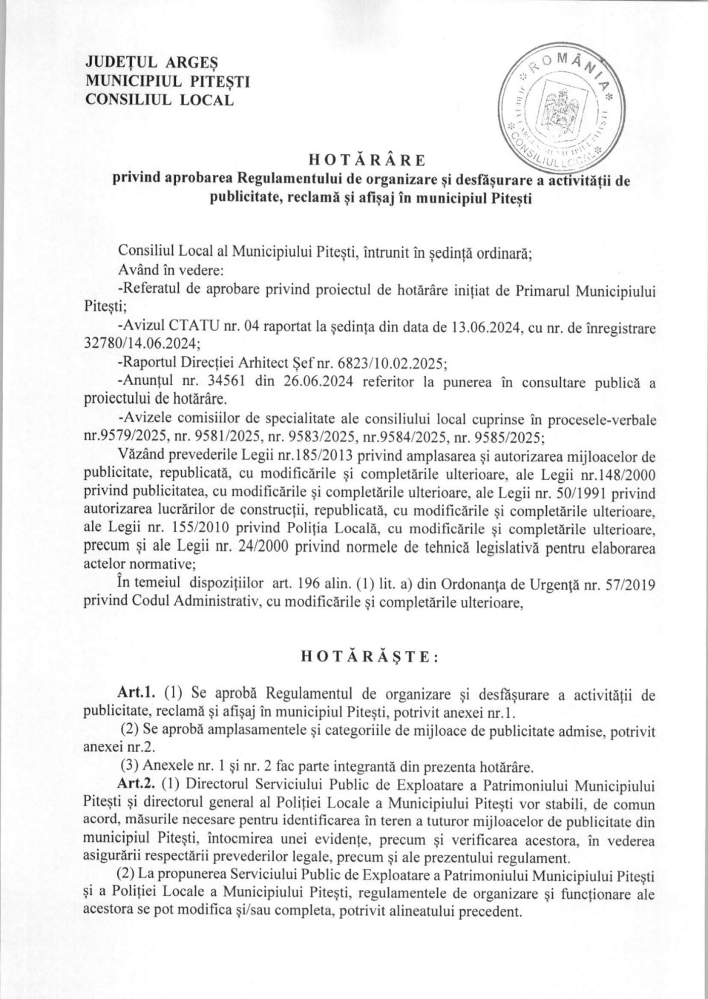 JUDEȚUL ARGEȘ
MUNICIPIUL PITEȘTI
CONSILIUL LOCAL
ROMÂNIA
CONSILIUL LOCAL
H O T Ă R Â R E
privind aprobarea Regulamentului de organizare și desfășurare a activității de
publicitate, reclamă și afișaj în municipiul Pitești
Consiliul Local al Municipiului Pitești, întrunit în ședință ordinară;
Având în vedere:
-Referatul de aprobare privind proiectul de hotărâre inițiat de Primarul Municipiului
Pitești;
-Avizul CTATU nr. 04 raportat la ședința din data de 13.06.2024, cu nr. de înregistrare
32780/14.06.2024;
-Raportul Direcției Arhitect Șef nr. 6823/10.02.2025;
-Anunțul nr. 34561 din 26.06.2024 referitor la punerea în consultare publică a
proiectului de hotărâre.
-Avizele comisiilor de specialitate ale consiliului local cuprinse în procesele-verbale
nr.9579/2025, nr. 9581/2025, nr. 9583/2025, nr.9584/2025, nr. 9585/2025;
Văzând prevederile Legii nr.185/2013 privind amplasarea și autorizarea mijloacelor de
publicitate, republicată, cu modificările și completările ulterioare, ale Legii nr.148/2000
privind publicitatea, cu modificările și completările ulterioare, ale Legii nr. 50/1991 privind
autorizarea lucrărilor de construcții, republicată, cu modificările și completările ulterioare,
ale Legii nr. 155/2010 privind Poliția Locală, cu modificările și completările ulterioare,
precum și ale Legii nr. 24/2000 privind normele de tehnică legislativă pentru elaborarea
actelor normative;
În temeiul dispozițiilor art. 196 alin. (1) lit. a) din Ordonanța de Urgență nr. 57/2019
privind Codul Administrativ, cu modificările și completările ulterioare,
H O T Ă R Ă Ș T E :
Art.1. (1) Se aprobă Regulamentul de organizare și desfășurare a activității de
publicitate, reclamă și afișaj în municipiul Pitești, potrivit anexei nr.1.
(2) Se aprobă amplasamentele și categoriile de mijloace de publicitate admise, potrivit
anexei nr.2.
(3) Anexele nr. 1 și nr. 2 fac parte integrantă din prezenta hotărâre.
Art.2. (1) Directorul Serviciului Public de Exploatare a Patrimoniului Municipiului
Pitești și directorul general al Poliției Locale a Municipiului Pitești vor stabili, de comun
acord, măsurile necesare pentru identificarea în teren a tuturor mijloacelor de publicitate din
municipiul Pitești, întocmirea unei evidențe, precum și verificarea acestora, în vederea
asigurării respectării prevederilor legale, precum și ale prezentului regulament.
(2) La propunerea Serviciului Public de Exploatare a Patrimoniului Municipiului Pitești
și a Poliției Locale a Municipiului Pitești, regulamentele de organizare și funcționare ale
acestora se pot modifica și/sau completa, potrivit alineatului precedent.